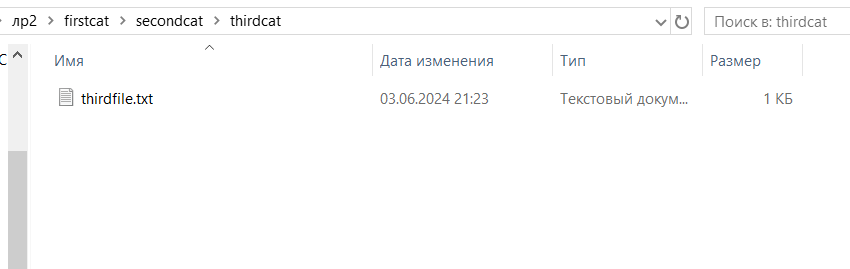 лр2 firstcat secondcat thirdcat Поиск в: thirdcat
Имя Дата изменения Тип Размер
thirdfile.txt 03.06.2024 21:23 Текстовый докум... 1 КБ